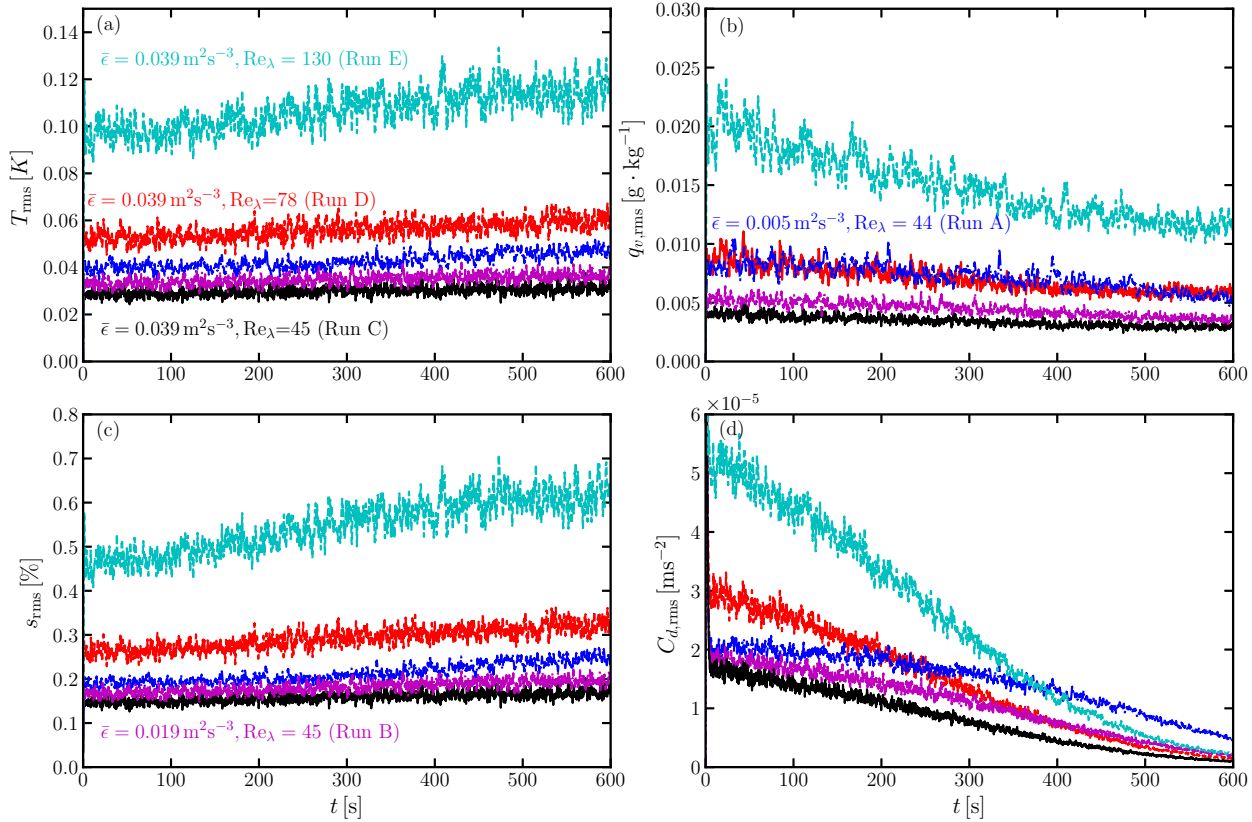 (a)
0.14
0.12
0.10
0.08
0.06
0.04
0.02
0.00
T_rms [K]
ε̄ = 0.039 m²s⁻³, Re_λ = 130 (Run E)
ε̄ = 0.039 m²s⁻³, Re_λ=78 (Run D)
ε̄ = 0.039 m²s⁻³, Re_λ=45 (Run C)
0 100 200 300 400 500 600
(b)
0.030
0.025
0.020
0.015
0.010
0.005
0.000
q_v,rms [g · kg⁻¹]
ε̄ = 0.005 m²s⁻³, Re_λ = 44 (Run A)
0 100 200 300 400 500 600
(c)
0.8
0.7
0.6
0.5
0.4
0.3
0.2
0.1
0.0
s_rms [%]
ε̄ = 0.019 m²s⁻³, Re_λ = 45 (Run B)
0 100 200 300 400 500 600
t [s]
×10⁻⁵
(d)
6
5
4
3
2
1
0
C_d,rms [ms⁻²]
0 100 200 300 400 500 600
t [s]